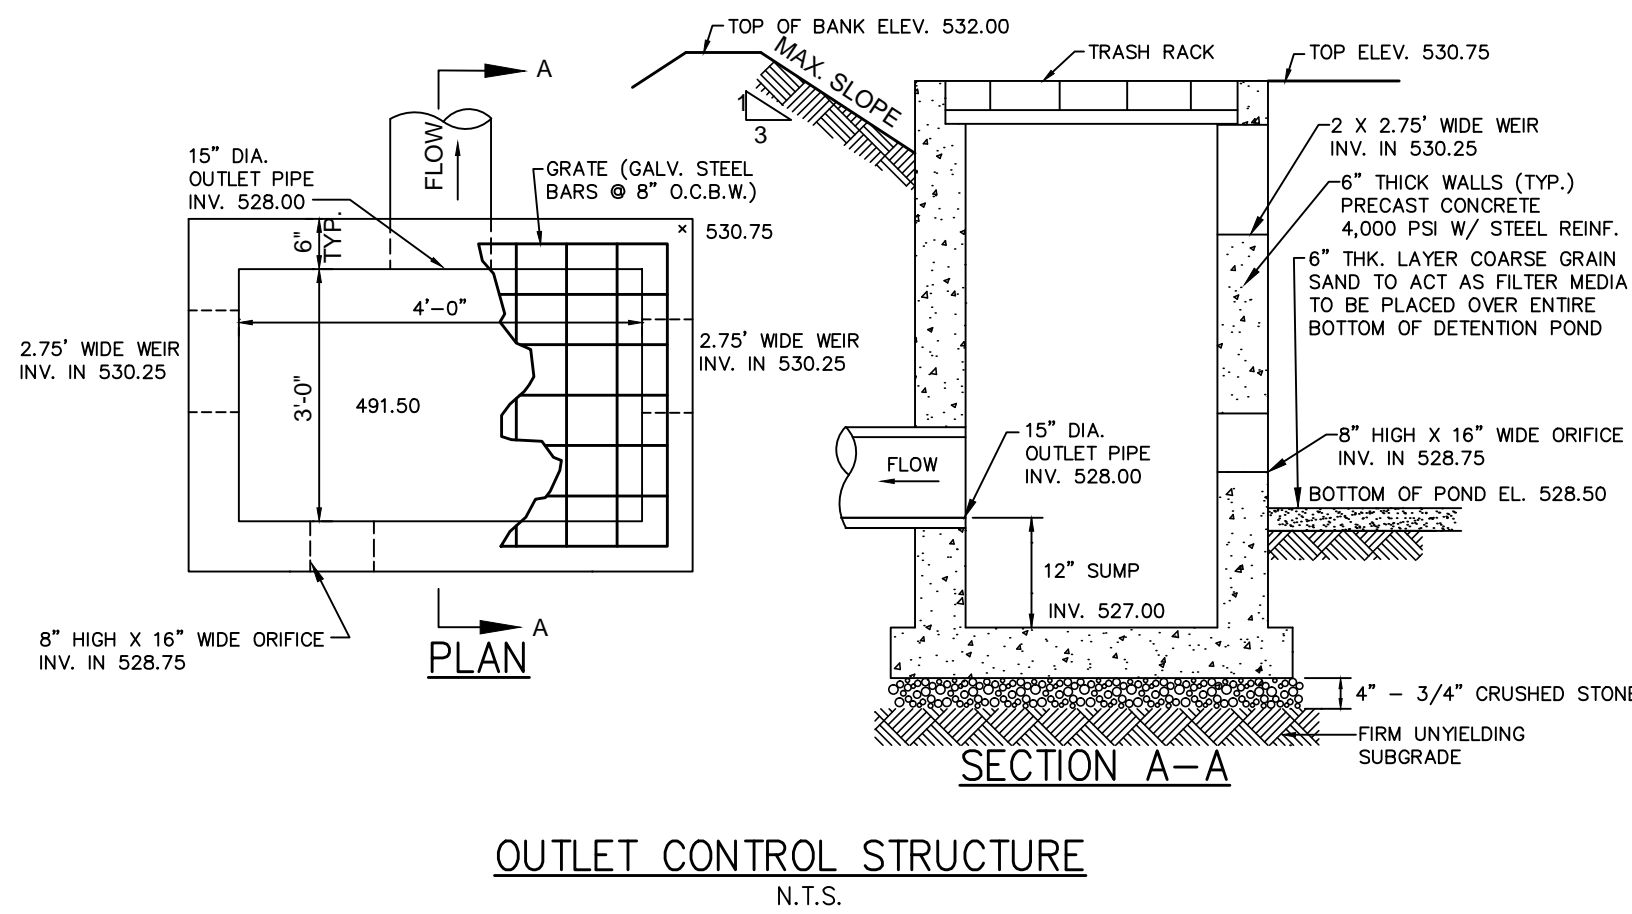 A
15" DIA.
OUTLET PIPE
INV. 528.00
FLOW
GRATE (GALV. STEEL
BARS @ 8" O.C.B.W.)
530.75
6"
TYP.
4'-0"
3'-0"
491.50
2.75' WIDE WEIR
INV. IN 530.25
2.75' WIDE WEIR
INV. IN 530.25
8" HIGH X 16" WIDE ORIFICE
INV. IN 528.75
A
PLAN
TOP OF BANK ELEV. 532.00
MAX. SLOPE
1
3
TRASH RACK
TOP ELEV. 530.75
2 X 2.75' WIDE WEIR
INV. IN 530.25
6" THICK WALLS (TYP.)
PRECAST CONCRETE
4,000 PSI W/ STEEL REINF.
6" THK. LAYER COARSE GRAIN
SAND TO ACT AS FILTER MEDIA
TO BE PLACED OVER ENTIRE
BOTTOM OF DETENTION POND
15" DIA.
OUTLET PIPE
INV. 528.00
FLOW
8" HIGH X 16" WIDE ORIFICE
INV. IN 528.75
BOTTOM OF POND EL. 528.50
12" SUMP
INV. 527.00
4" - 3/4" CRUSHED STONE
FIRM UNYIELDING
SUBGRADE
SECTION A-A
OUTLET CONTROL STRUCTURE
N.T.S.